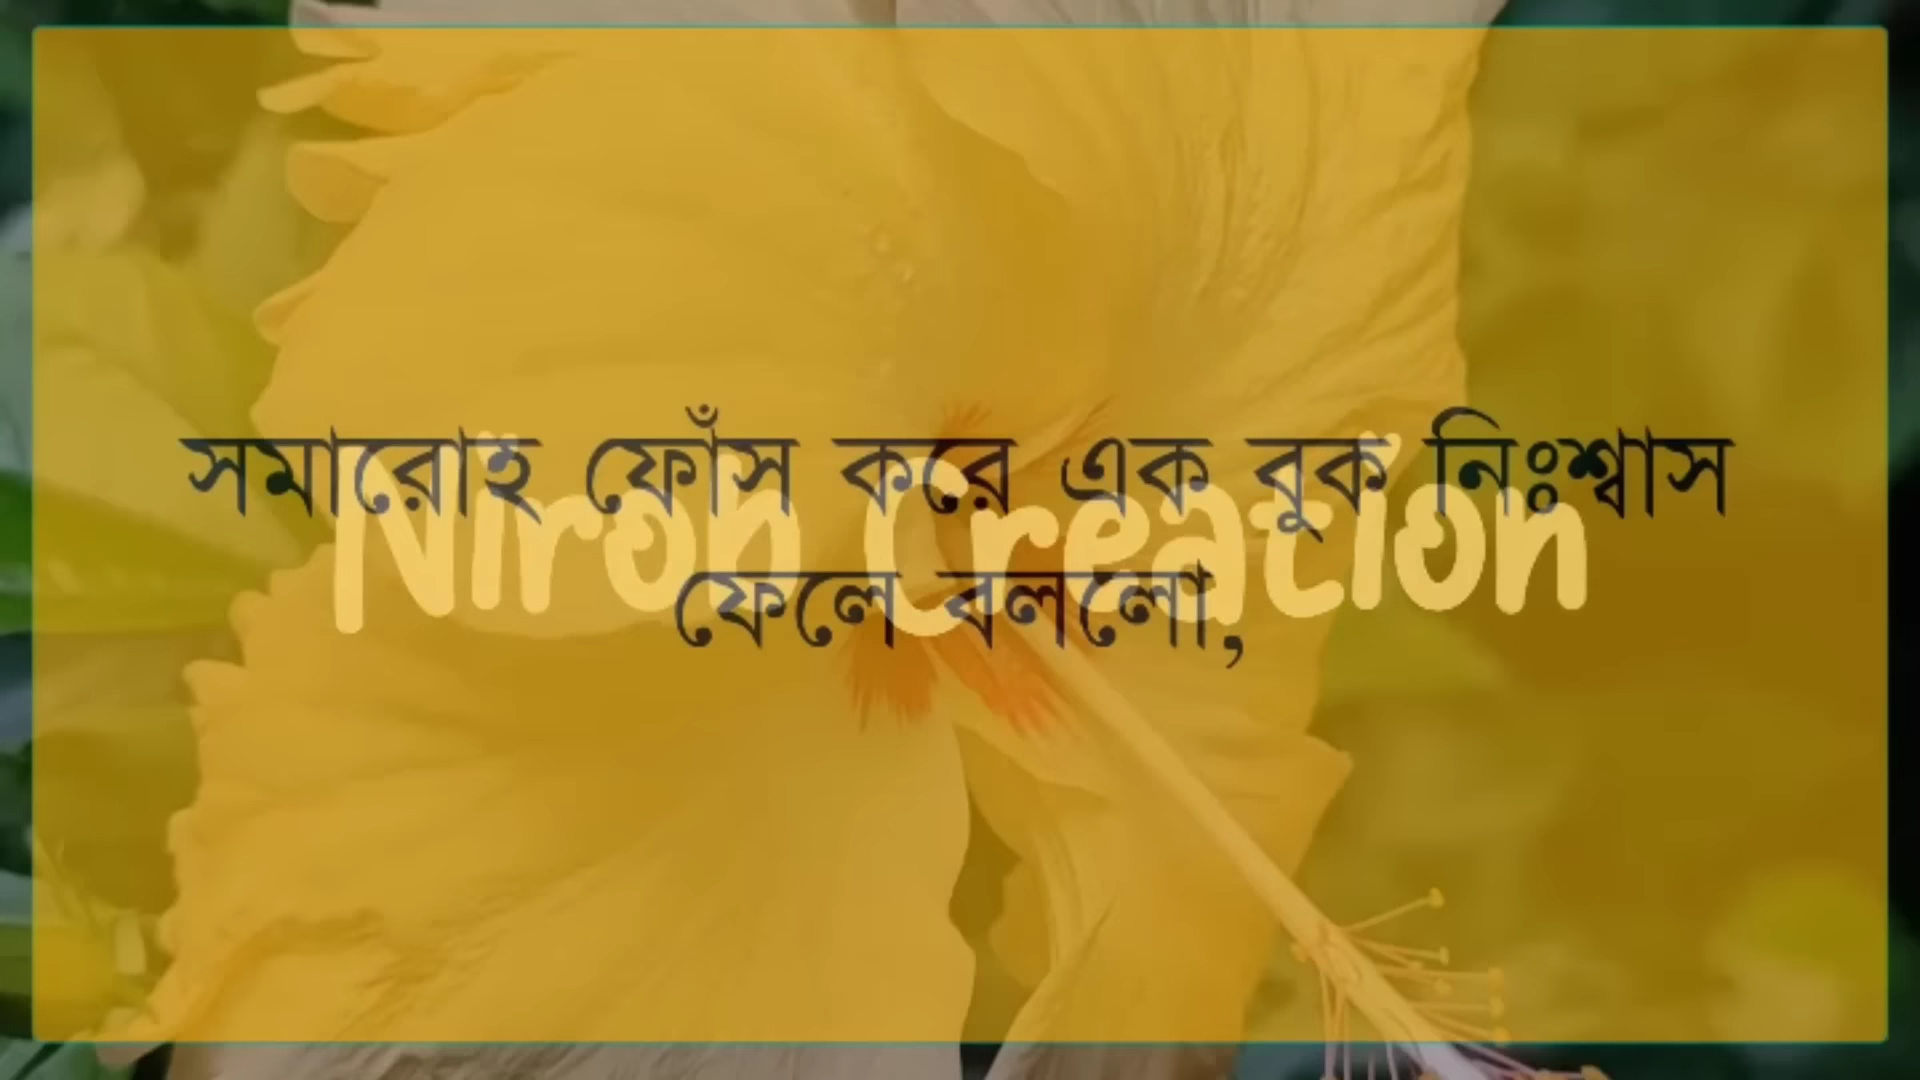 সমারোহ ফোঁস করে এক বুক নিঃশ্বাস
ফেলে বললো,
Niron Creation